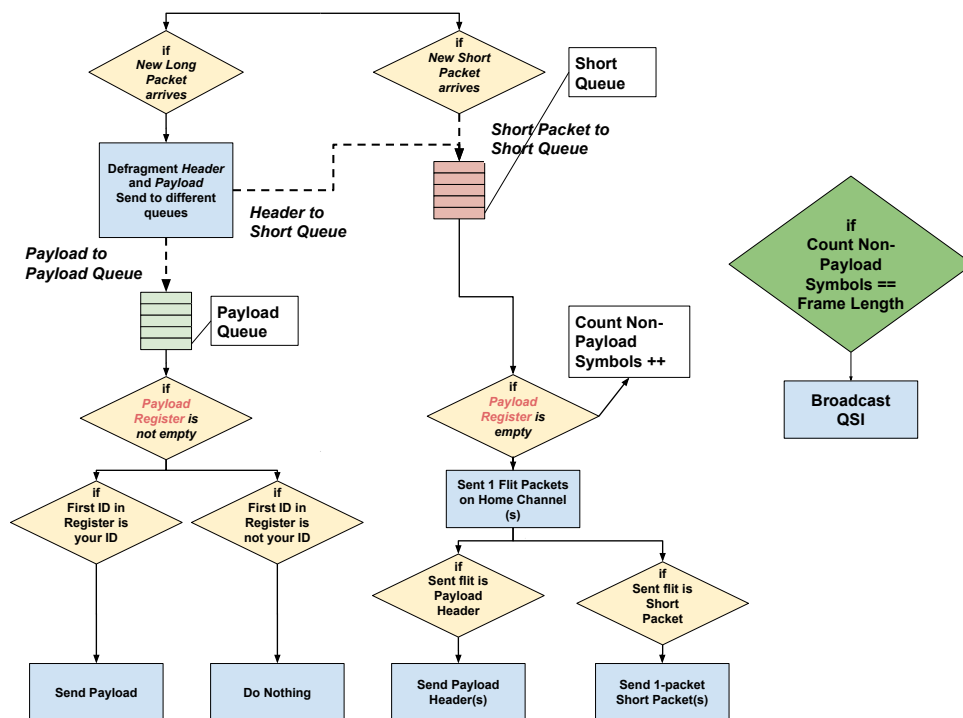 if
New Long
Packet
arrives
if
New Short
Packet
arrives
Short
Queue
Short Packet to
Short Queue
Defragment Header
and Payload
Send to different
queues
Header to
Short Queue
Payload to
Payload Queue
Payload
Queue
if
Count Non-
Payload
Symbols ==
Frame Length
Count Non-
Payload
Symbols ++
if
Payload
Register is
not empty
if
Payload
Register is
empty
Broadcast
QSI
if
First ID in
Register is
your ID
if
First ID in
Register is
not your ID
Sent 1 Flit Packets
on Home Channel
(s)
if
Sent flit is
Payload
Header
if
Sent flit is
Short
Packet
Send Payload
Do Nothing
Send Payload
Header(s)
Send 1-packet
Short Packet(s)